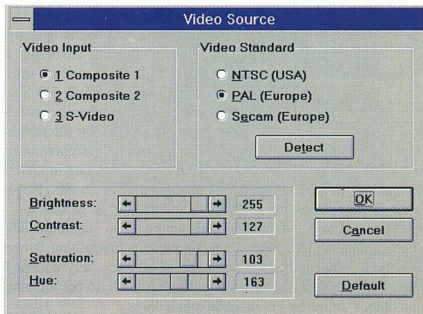 Video Source
Video Input
Video Standard
1 Composite 1
2 Composite 2
3 S-Video
NTSC (USA)
PAL (Europe)
Secam (Europe)
Detect
Brightness: 255
Contrast: 127
Saturation: 103
Hue: 163
OK
Cancel
Default